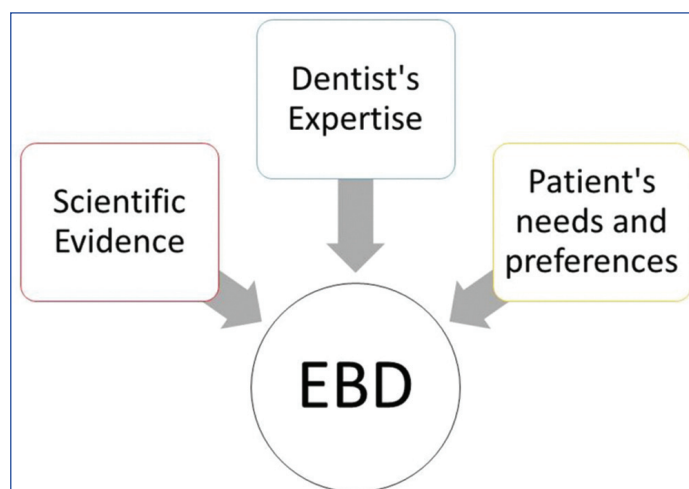 Dentist's
Expertise
Scientific
Evidence
Patient's
needs and
preferences
EBD